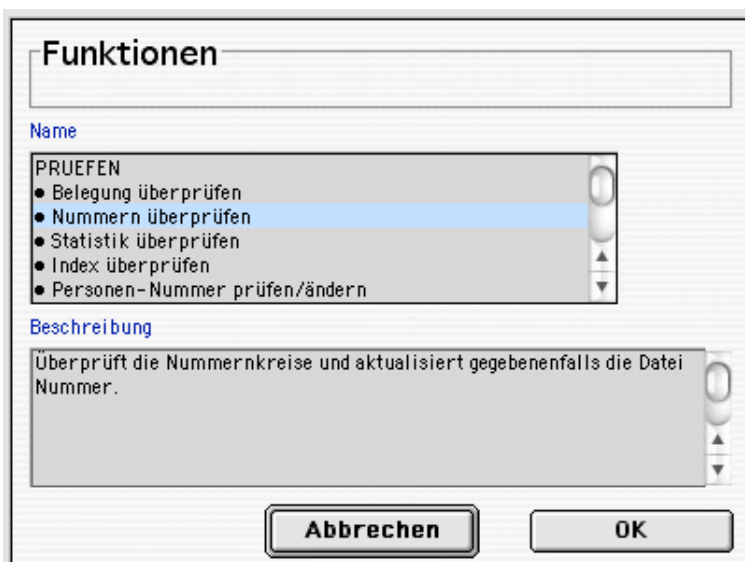 Funktionen
Name
PRUEFEN
• Belegung überprüfen
• Nummern überprüfen
• Statistik überprüfen
• Index überprüfen
• Personen-Nummer prüfen/ändern
Beschreibung
Überprüft die Nummernkreise und aktualisiert gegebenenfalls die Datei
Nummer.
Abbrechen
OK